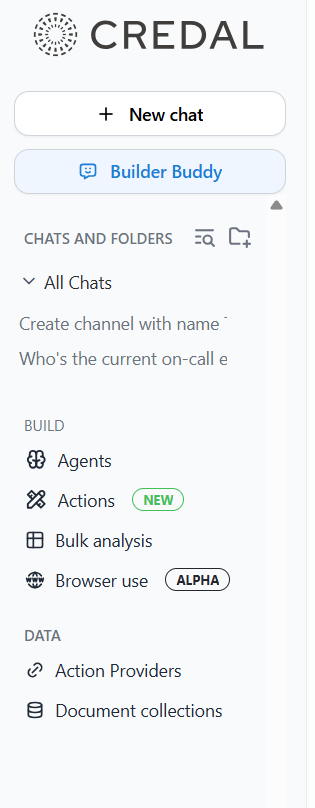 CREDAL
+ New chat
Builder Buddy
CHATS AND FOLDERS
All Chats
Create channel with name
Who's the current on-call e
BUILD
Agents
Actions NEW
Bulk analysis
Browser use ALPHA
DATA
Action Providers
Document collections